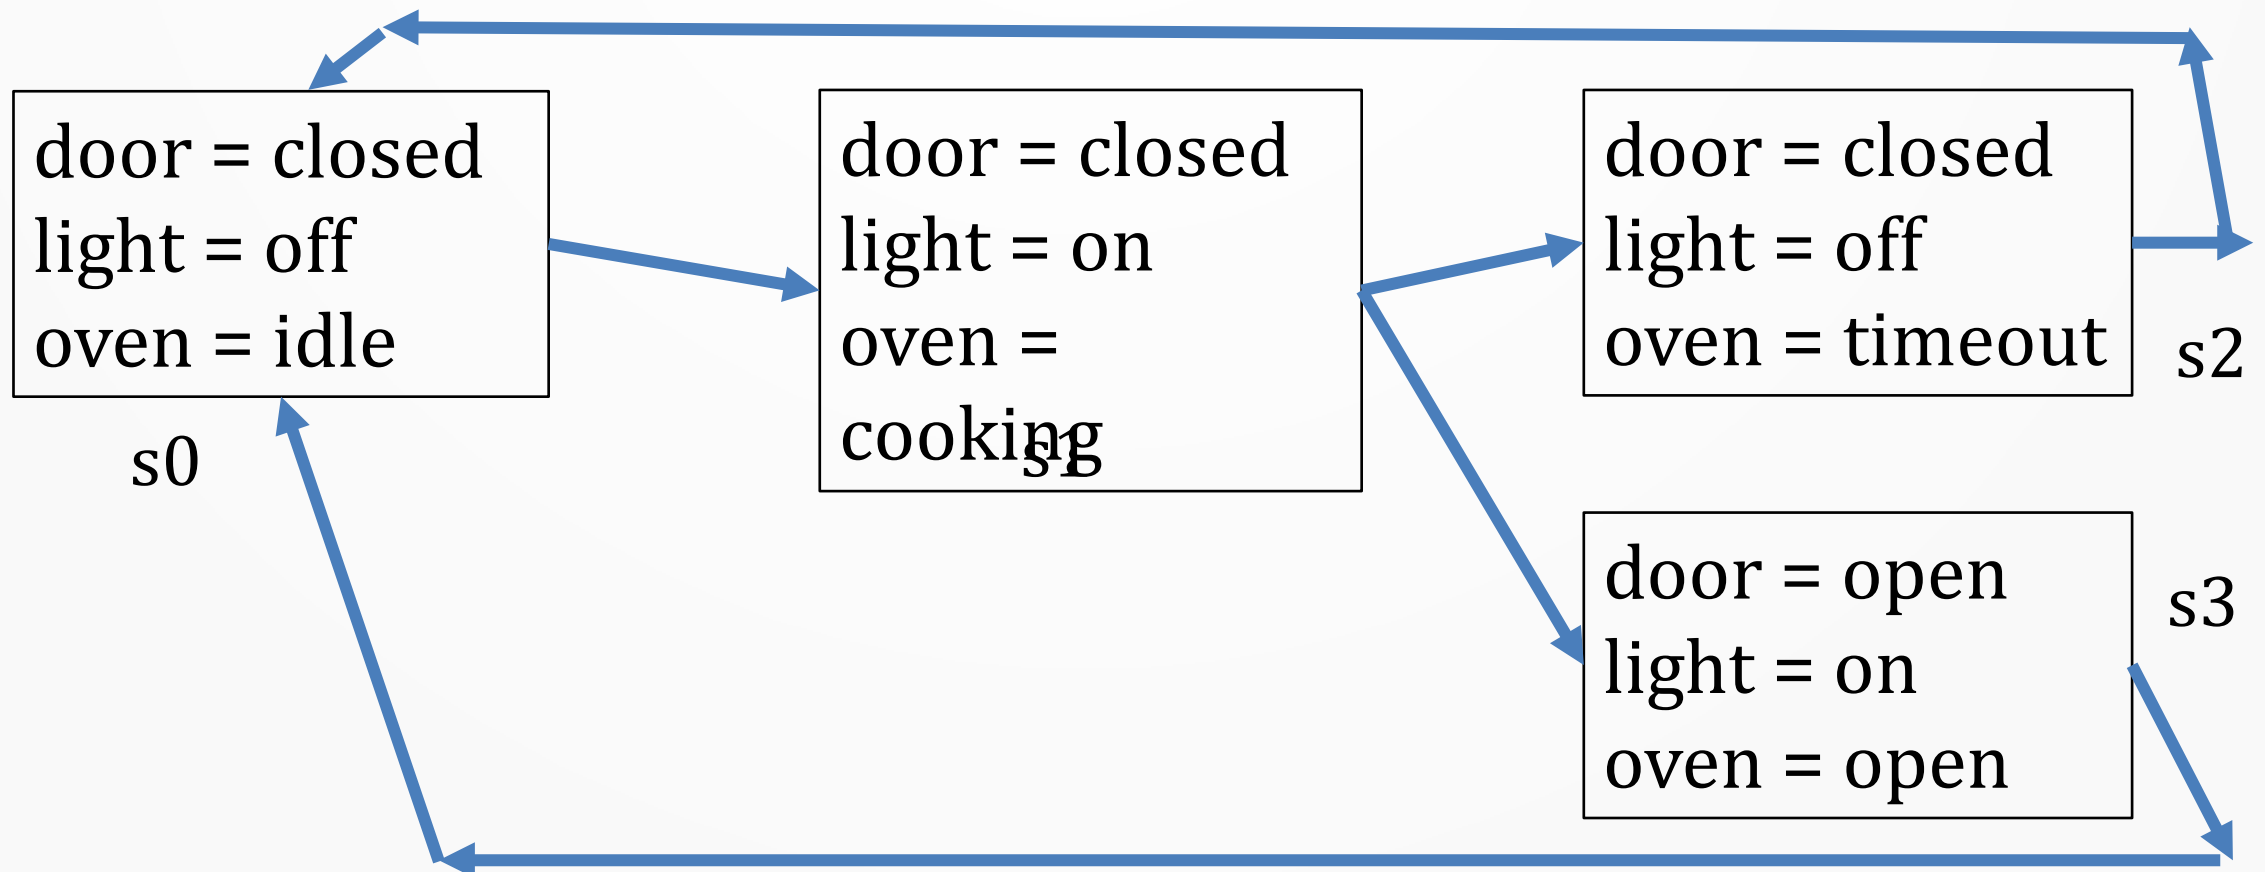 door = closed
light = off
oven = idle
s0
door = closed
light = on
oven =
cooking
s1
door = closed
light = off
oven = timeout
s2
door = open
light = on
oven = open
s3